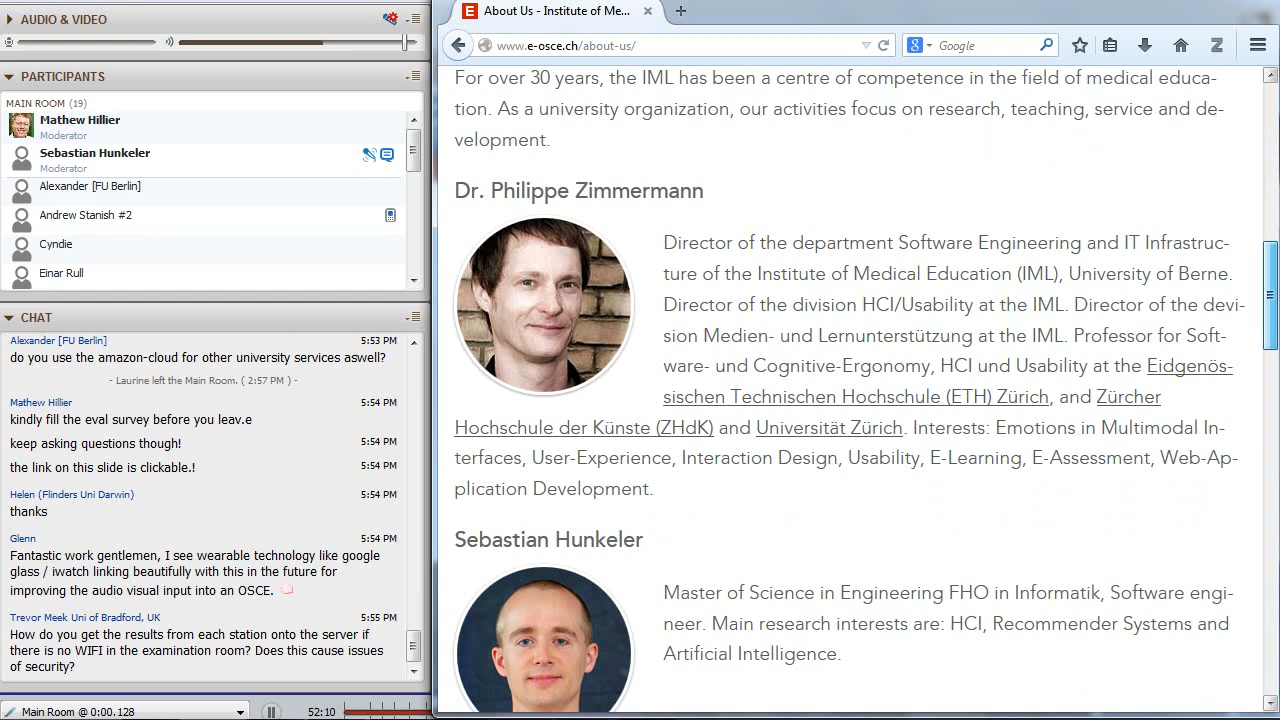 AUDIO & VIDEO
PARTICIPANTS
MAIN ROOM (19)
Mathew Hillier
Moderator
Sebastian Hunkeler
Moderator
Alexander [FU Berlin]
Andrew Stanish #2
Cyndie
Einar Rull
CHAT
Alexander [FU Berlin] 5:53 PM
do you use the amazon-cloud for other university services aswell?
- Laurine left the Main Room. ( 2:57 PM ) -
Mathew Hillier 5:54 PM
kindly fill the eval survey before you leav.e
keep asking questions though! 5:54 PM
the link on this slide is clickable.! 5:54 PM
Helen (Flinders Uni Darwin) 5:54 PM
thanks
Glenn 5:54 PM
Fantastic work gentlemen, I see wearable technology like google
glass / iwatch linking beautifully with this in the future for
improving the audio visual input into an OSCE.
Trevor Meek Uni of Bradford, UK 5:55 PM
How do you get the results from each station onto the server if
there is no WIFI in the examination room? Does this cause issues
of security?
Main Room @ 0:00.128 52:10
About Us - Institute of Me...
www.e-osce.ch/about-us/
Google
For over 30 years, the IML has been a centre of competence in the field of medical educa-
tion. As a university organization, our activities focus on research, teaching, service and de-
velopment.
Dr. Philippe Zimmermann
Director of the department Software Engineering and IT Infrastruc-
ture of the Institute of Medical Education (IML), University of Berne.
Director of the division HCI/Usability at the IML. Director of the devi-
sion Medien- und Lernunterstützung at the IML. Professor for Soft-
ware- und Cognitive-Ergonomy, HCI und Usability at the Eidgenös-
sischen Technischen Hochschule (ETH) Zürich, and Zürcher
Hochschule der Künste (ZHdK) and Universität Zürich. Interests: Emotions in Multimodal In-
terfaces, User-Experience, Interaction Design, Usability, E-Learning, E-Assessment, Web-Ap-
plication Development.
Sebastian Hunkeler
Master of Science in Engineering FHO in Informatik, Software engi-
neer. Main research interests are: HCI, Recommender Systems and
Artificial Intelligence.